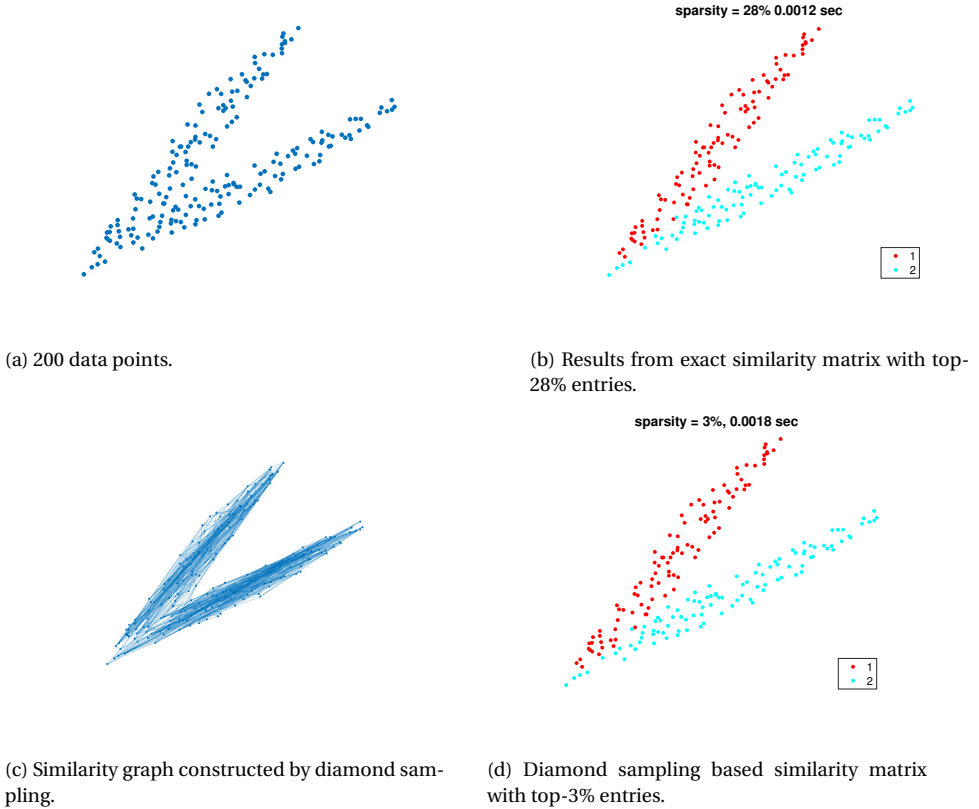 sparsity = 28% 0.0012 sec
1
2
(a) 200 data points.
(b) Results from exact similarity matrix with top-
28% entries.
sparsity = 3%, 0.0018 sec
1
2
(c) Similarity graph constructed by diamond sam-
pling.
(d) Diamond sampling based similarity matrix
with top-3% entries.